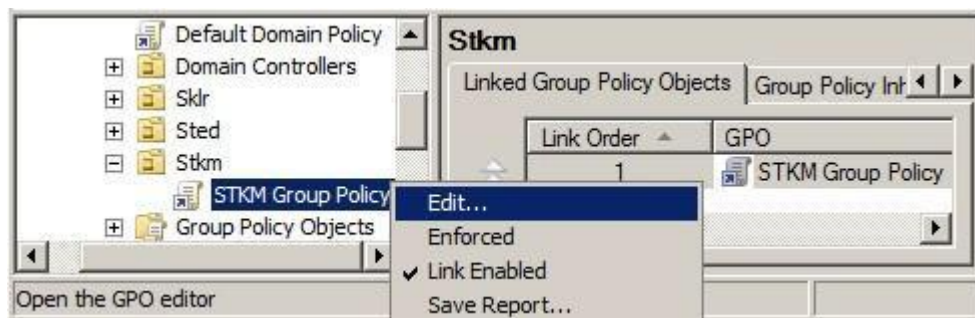 Default Domain Policy
Domain Controllers
Sklr
Sted
Stkm
STKM Group Policy
Group Policy Objects
Stkm
Linked Group Policy Objects
Group Policy Inh
Link Order
GPO
1
STKM Group Policy
Edit...
Enforced
Link Enabled
Save Report...
Open the GPO editor